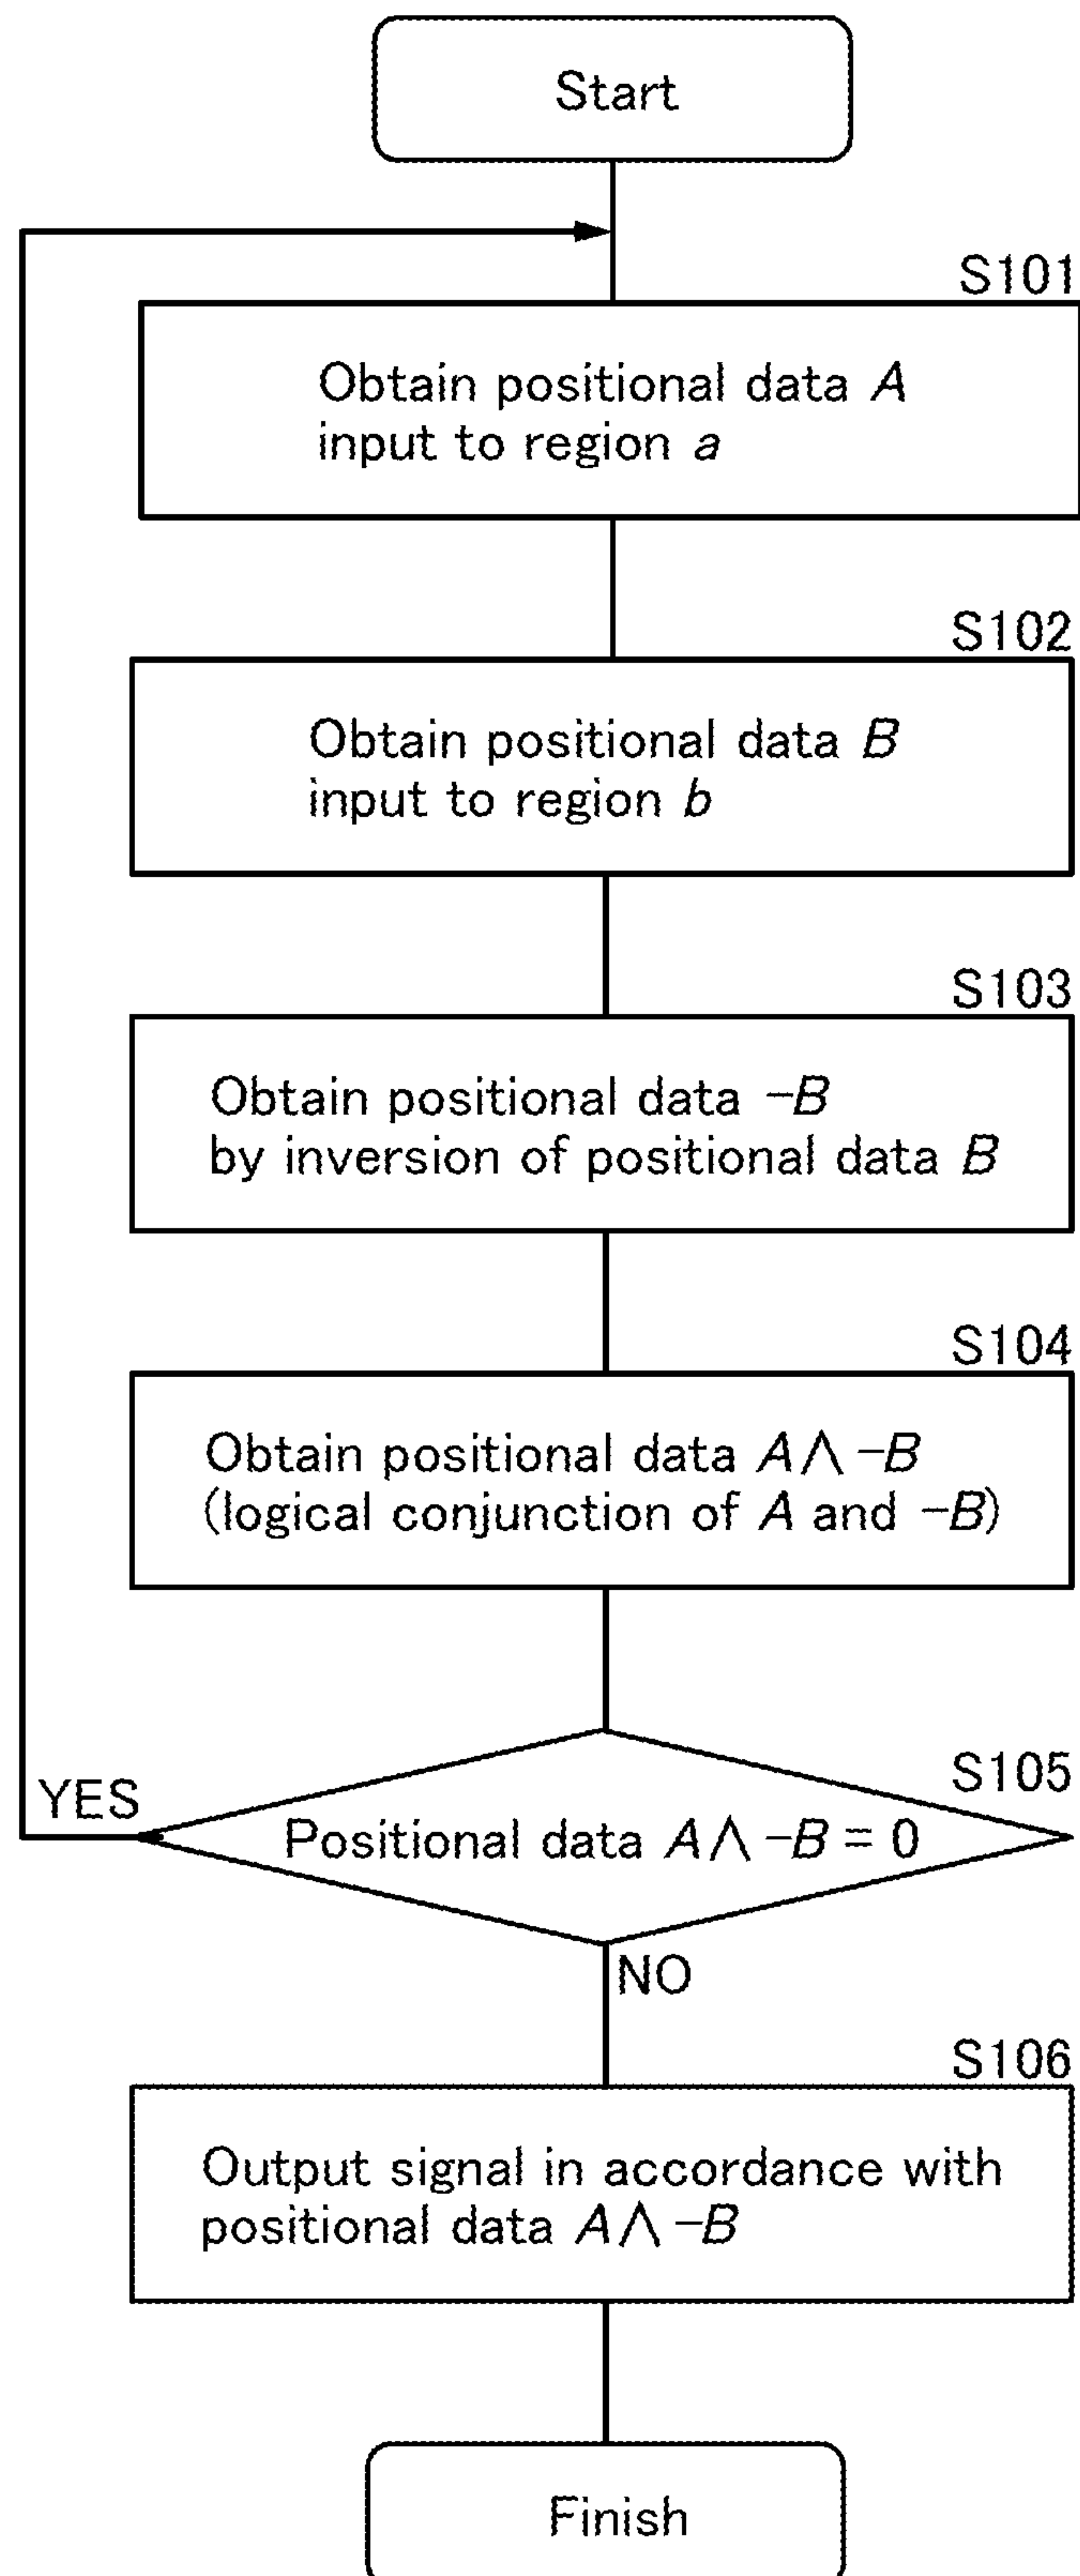 Start
S101
Obtain positional data A
input to region a
S102
Obtain positional data B
input to region b
S103
Obtain positional data -B
by inversion of positional data B
S104
Obtain positional data A∧-B
(logical conjunction of A and -B)
S105
YES
Positional data A∧-B = 0
NO
S106
Output signal in accordance with
positional data A∧-B
Finish